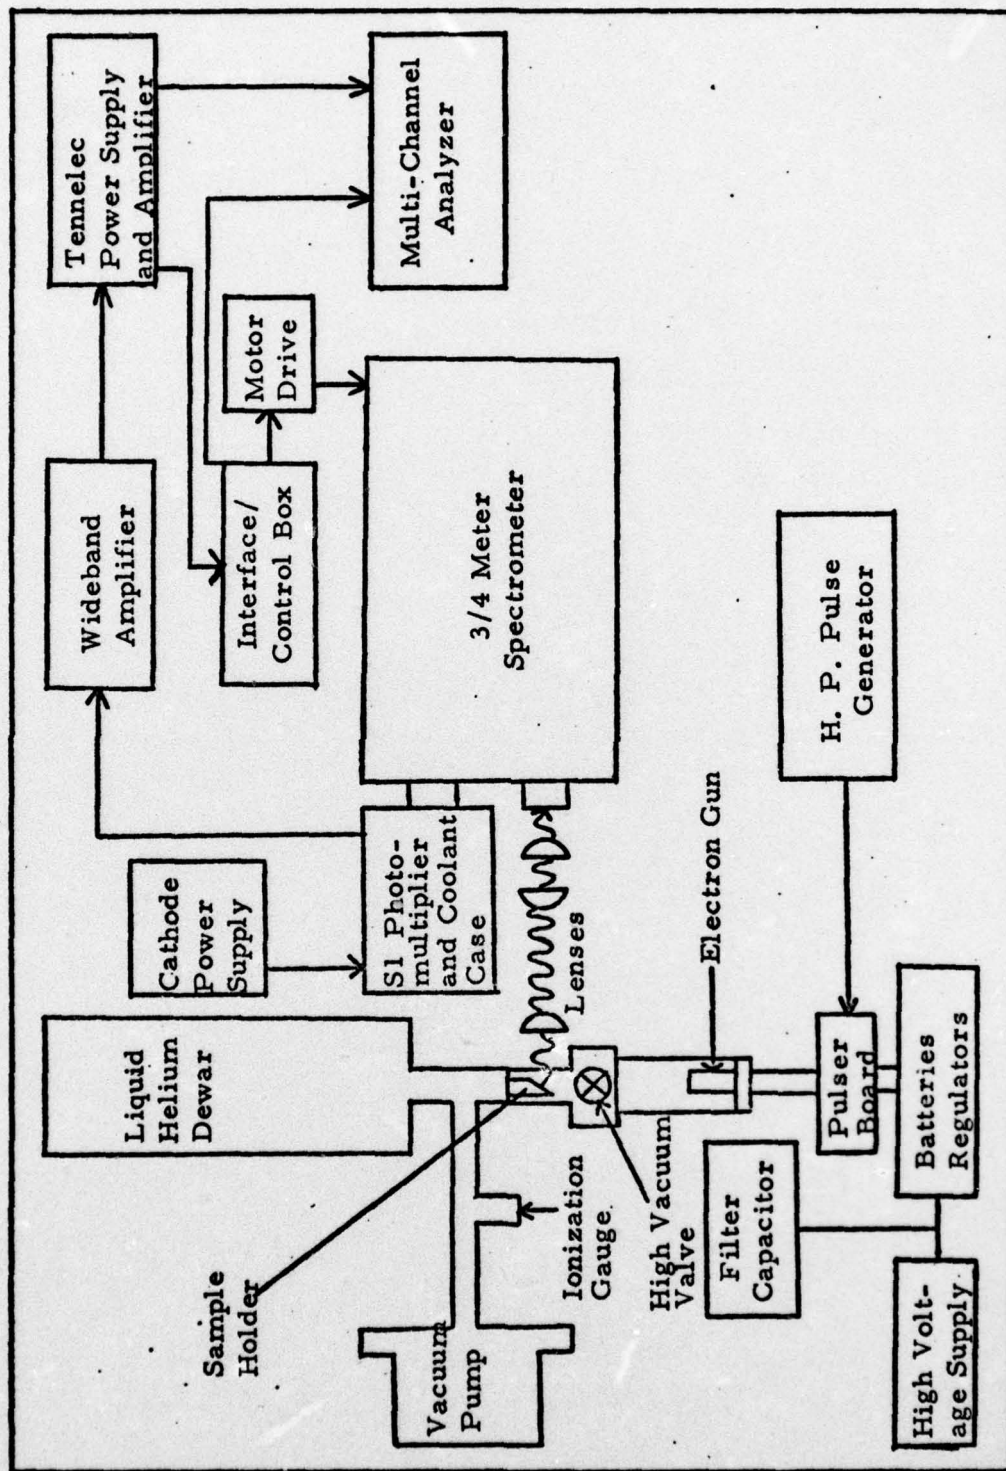 Tennelec
Power Supply
and Amplifier
Multi-Channel
Analyzer
Wideband
Amplifier
Motor
Drive
Interface/
Control Box
3/4 Meter
Spectrometer
Cathode
Power
Supply
S1 Photo-
multiplier
and Coolant
Case
Lenses
Electron Gun
H. P. Pulse
Generator
Liquid
Helium
Dewar
Pulser
Board
Batteries
Regulators
Sample
Holder
Vacuum
Pump
Ionization
Gauge.
High Vacuum
Valve
Filter
Capacitor
High Volt-
age Supply